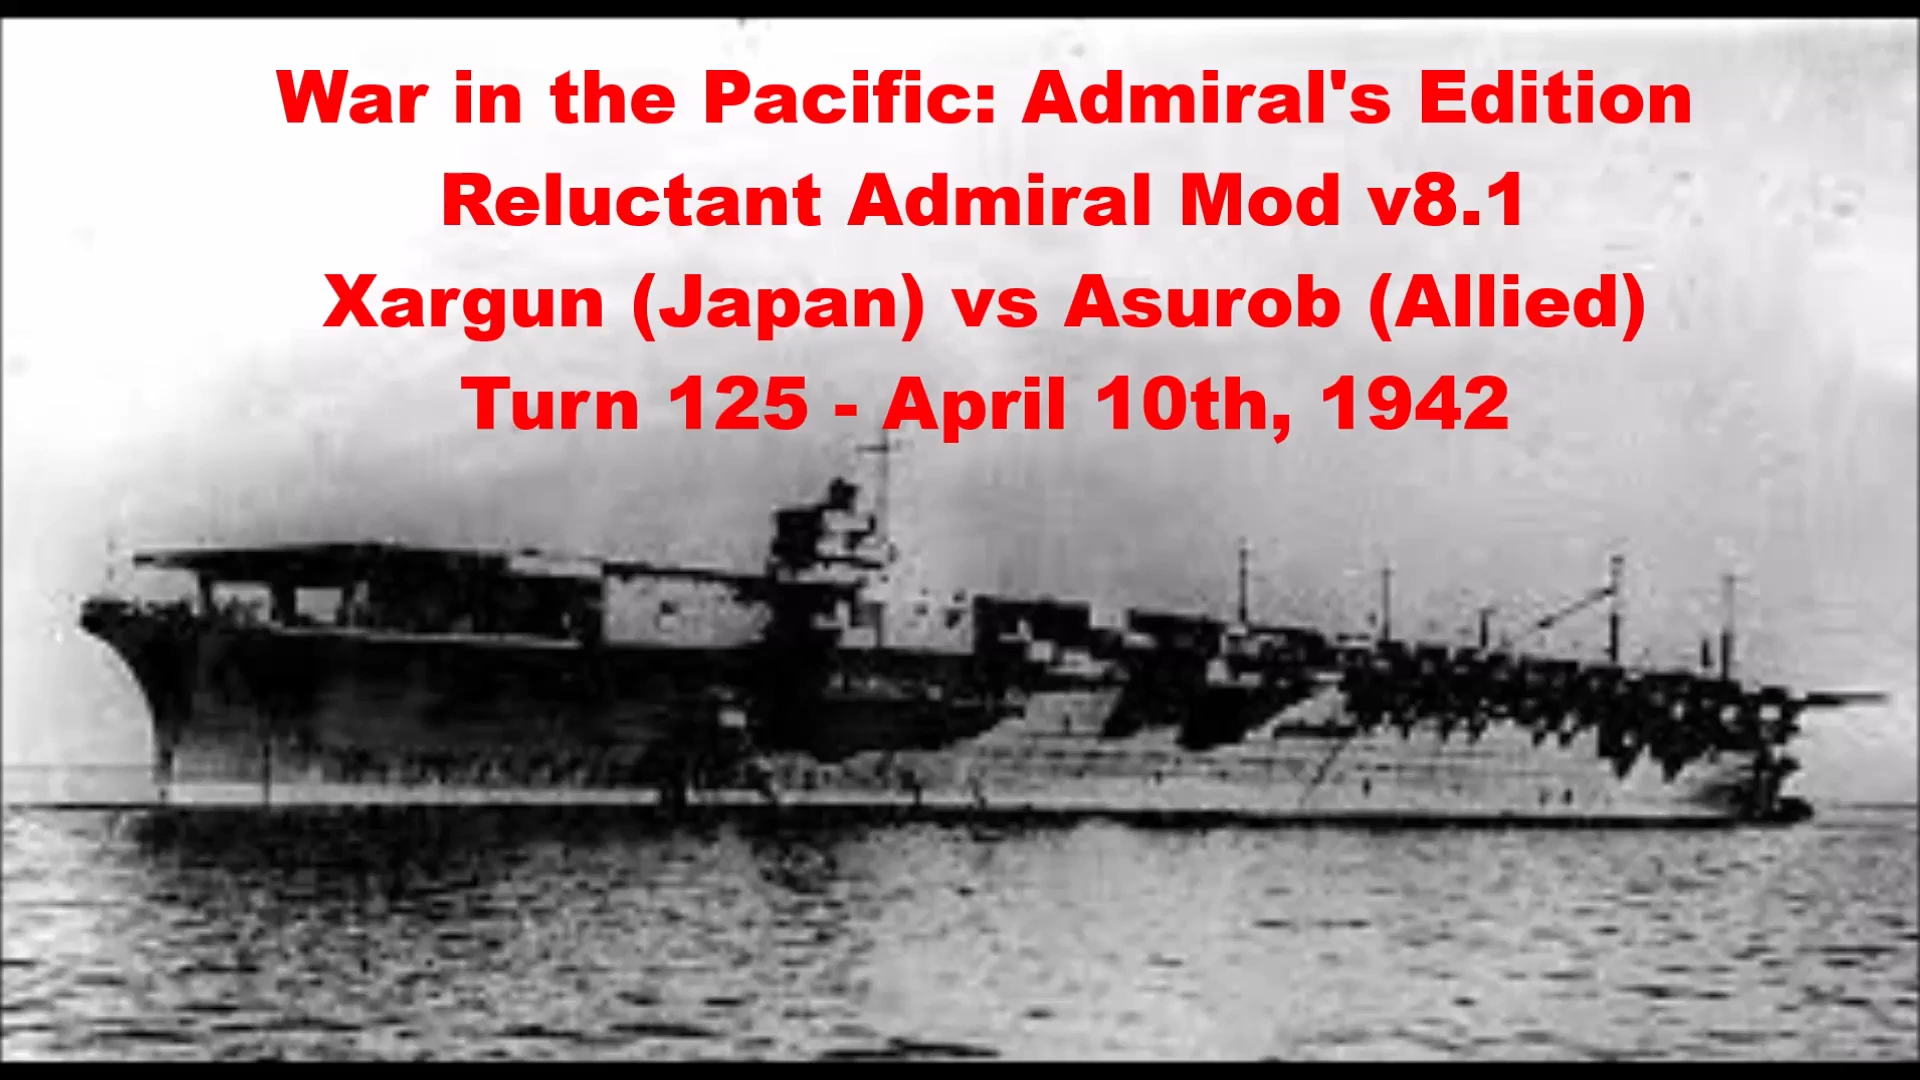 War in the Pacific: Admiral's Edition
Reluctant Admiral Mod v8.1
Xargun (Japan) vs Asurob (Allied)
Turn 125 - April 10th, 1942